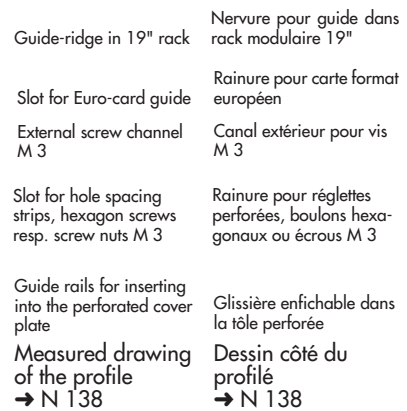 Guide-ridge in 19" rack
Nervure pour guide dans
rack modulaire 19"
Slot for Euro-card guide
Rainure pour carte format
européen
External screw channel
M 3
Canal extérieur pour vis
M 3
Slot for hole spacing
strips, hexagon screws
resp. screw nuts M 3
Rainure pour réglettes
perforées, boulons hexa-
gonaux ou écrous M 3
Guide rails for inserting
into the perforated cover
plate
Glissière enfichable dans
la tôle perforée
Measured drawing
of the profile
➜ N 138
Dessin côté du
profilé
➜ N 138